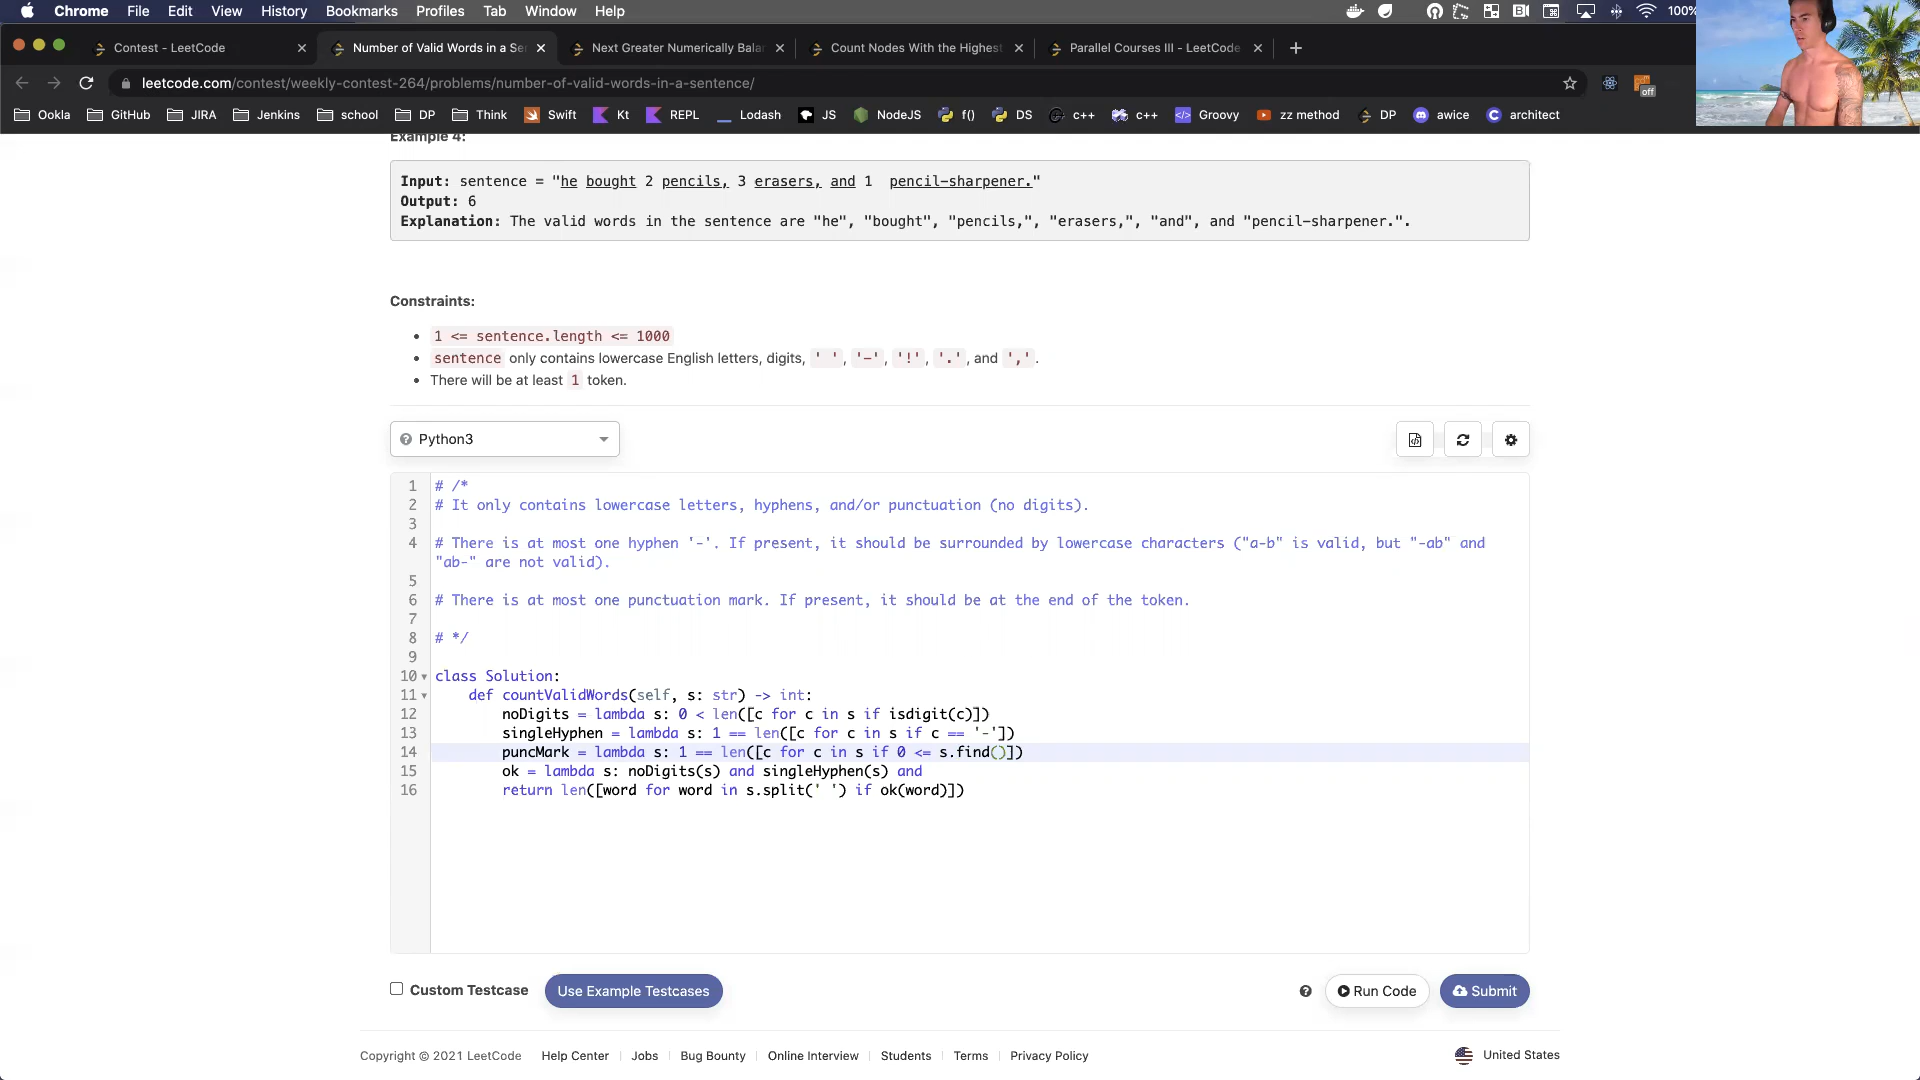 Chrome File Edit View History Bookmarks Profiles Tab Window Help 100%
Contest - LeetCode Number of Valid Words in a Se Next Greater Numerically Bala Count Nodes With the Highest Parallel Courses III - LeetCode
leetcode.com/contest/weekly-contest-264/problems/number-of-valid-words-in-a-sentence/ off
Ookla GitHub JIRA Jenkins school DP Think Swift Kt REPL Lodash JS NodeJS f() DS c++ c++ Groovy zz method DP awice architect
Example 4:
Input: sentence = "he bought 2 pencils, 3 erasers, and 1  pencil-sharpener."
Output: 6
Explanation: The valid words in the sentence are "he", "bought", "pencils,", "erasers,", "and", and "pencil-sharpener.".
Constraints:
1 <= sentence.length <= 1000
sentence only contains lowercase English letters, digits, ' ', '-', '!', '.', and ','.
There will be at least 1 token.
Python3
1 # /*
2 # It only contains lowercase letters, hyphens, and/or punctuation (no digits).
3
4 # There is at most one hyphen '-'. If present, it should be surrounded by lowercase characters ("a-b" is valid, but "-ab" and
"ab-" are not valid).
5
6 # There is at most one punctuation mark. If present, it should be at the end of the token.
7
8 # */
9
10 class Solution:
11     def countValidWords(self, s: str) -> int:
12         noDigits = lambda s: 0 < len([c for c in s if isdigit(c)])
13         singleHyphen = lambda s: 1 == len([c for c in s if c == '-'])
14         puncMark = lambda s: 1 == len([c for c in s if 0 <= s.find()])
15         ok = lambda s: noDigits(s) and singleHyphen(s) and
16         return len([word for word in s.split(' ') if ok(word)])
Custom Testcase Use Example Testcases Run Code Submit
Copyright © 2021 LeetCode Help Center Jobs Bug Bounty Online Interview Students Terms Privacy Policy United States